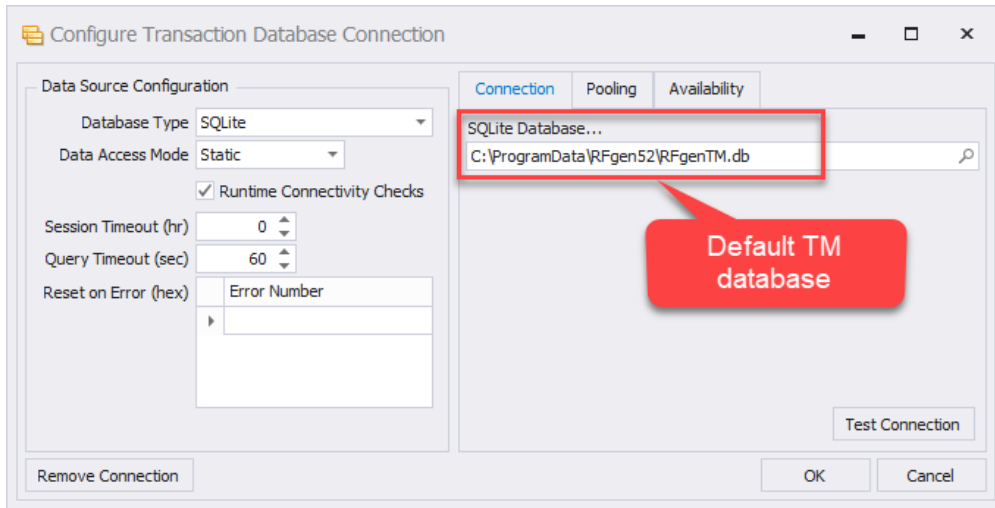 Configure Transaction Database Connection
Data Source Configuration
Database Type SQLite
Data Access Mode Static
Runtime Connectivity Checks
Session Timeout (hr) 0
Query Timeout (sec) 60
Reset on Error (hex) Error Number
Connection Pooling Availability
SQLite Database...
C:\ProgramData\RFgen52\RFgenTM.db
Default TM
database
Test Connection
Remove Connection OK Cancel